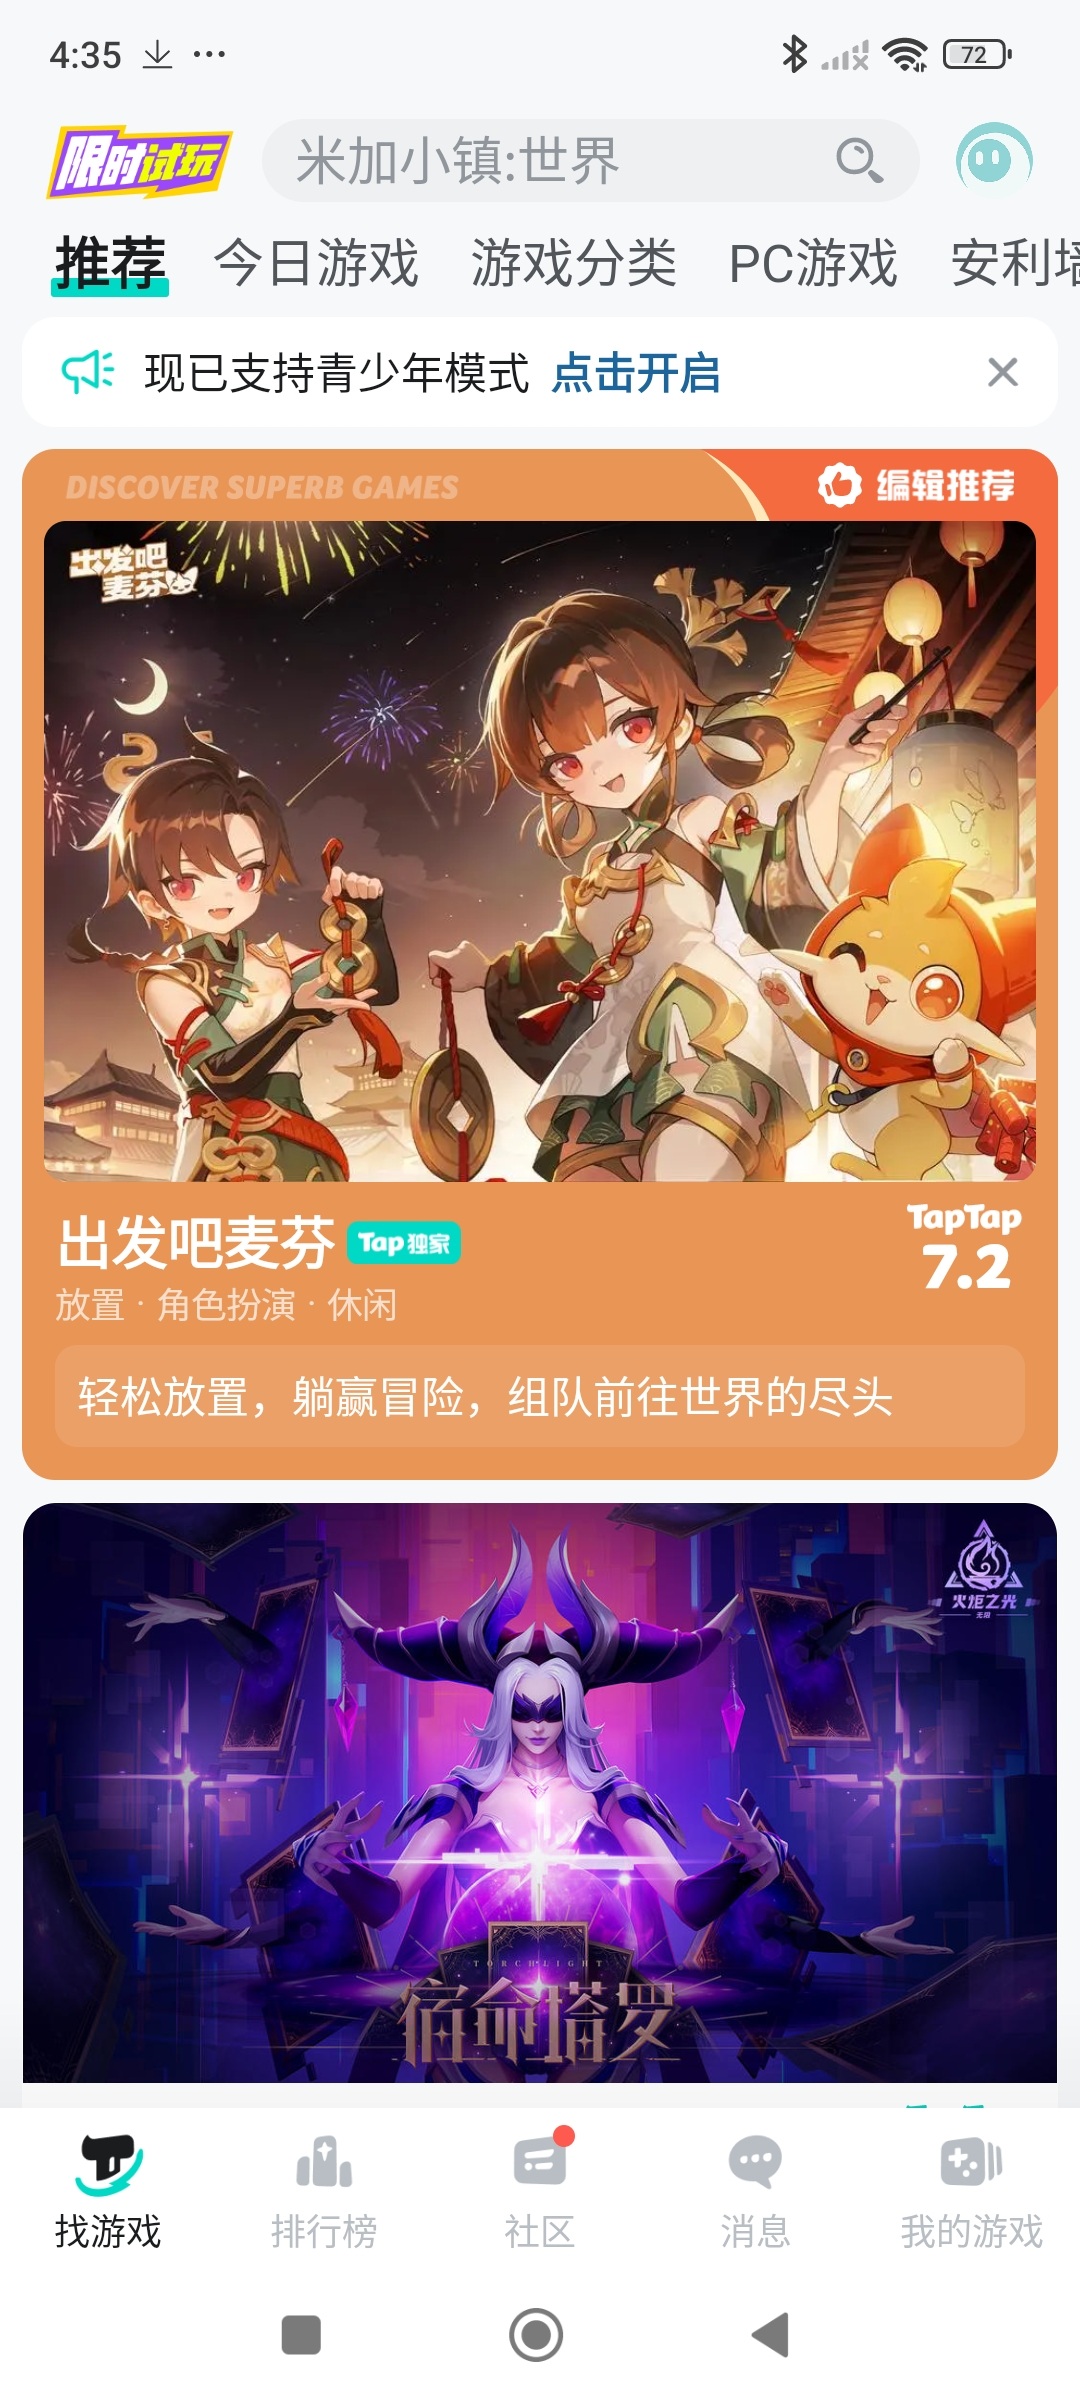 4:35
72
限时试玩
米加小镇:世界
推荐 今日游戏 游戏分类 PC游戏 安利墙
现已支持青少年模式 点击开启
DISCOVER SUPERB GAMES
编辑推荐
出发吧
麦芬
出发吧麦芬 Tap独家
TapTap
7.2
放置 · 角色扮演 · 休闲
轻松放置，躺赢冒险，组队前往世界的尽头
火炬之光
无限
TORCHLIGHT
宿命塔罗
找游戏 排行榜 社区 消息 我的游戏